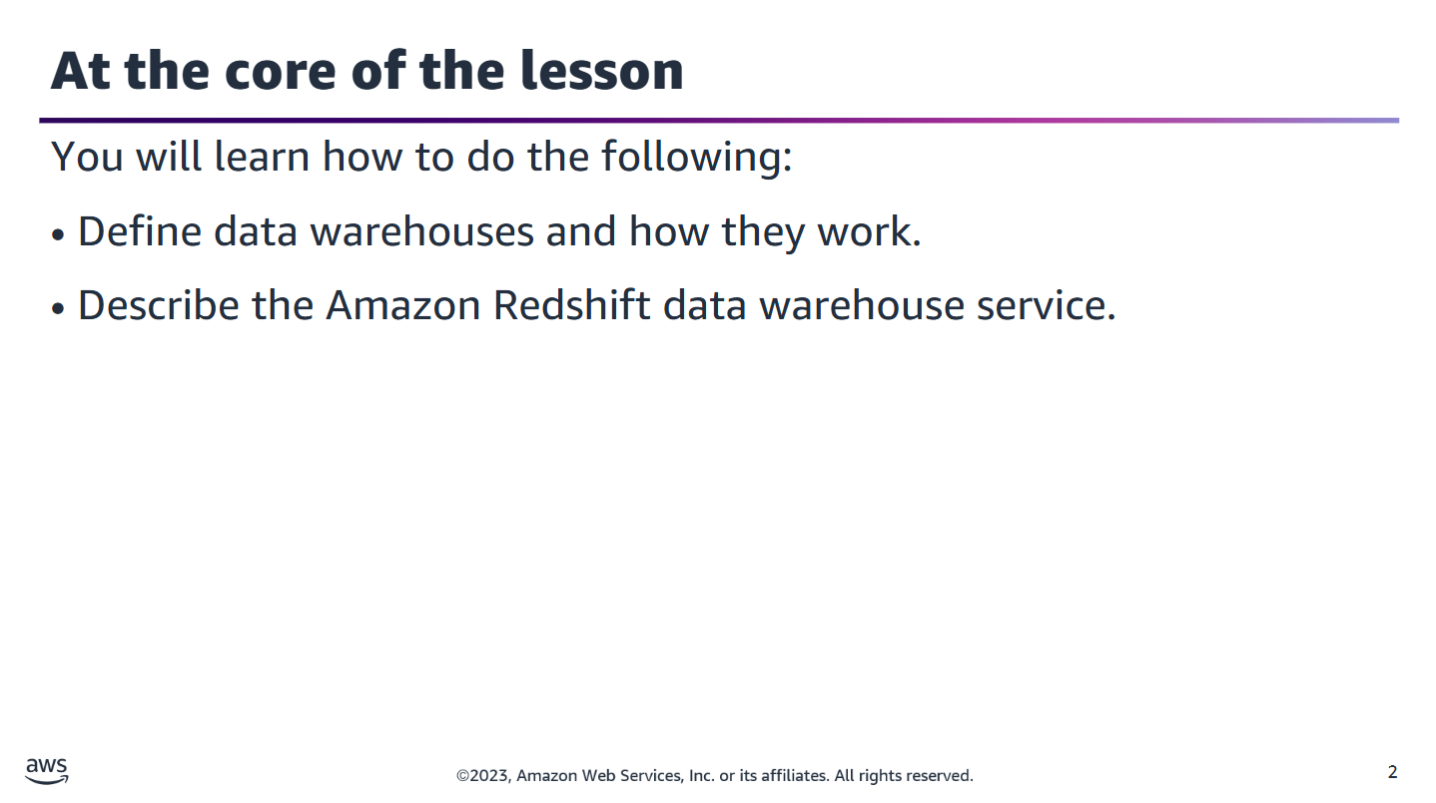 At the core of the lesson
You will learn how to do the following:
• Define data warehouses and how they work.
• Describe the Amazon Redshift data warehouse service.
aws
©2023, Amazon Web Services, Inc. or its affiliates. All rights reserved.
2